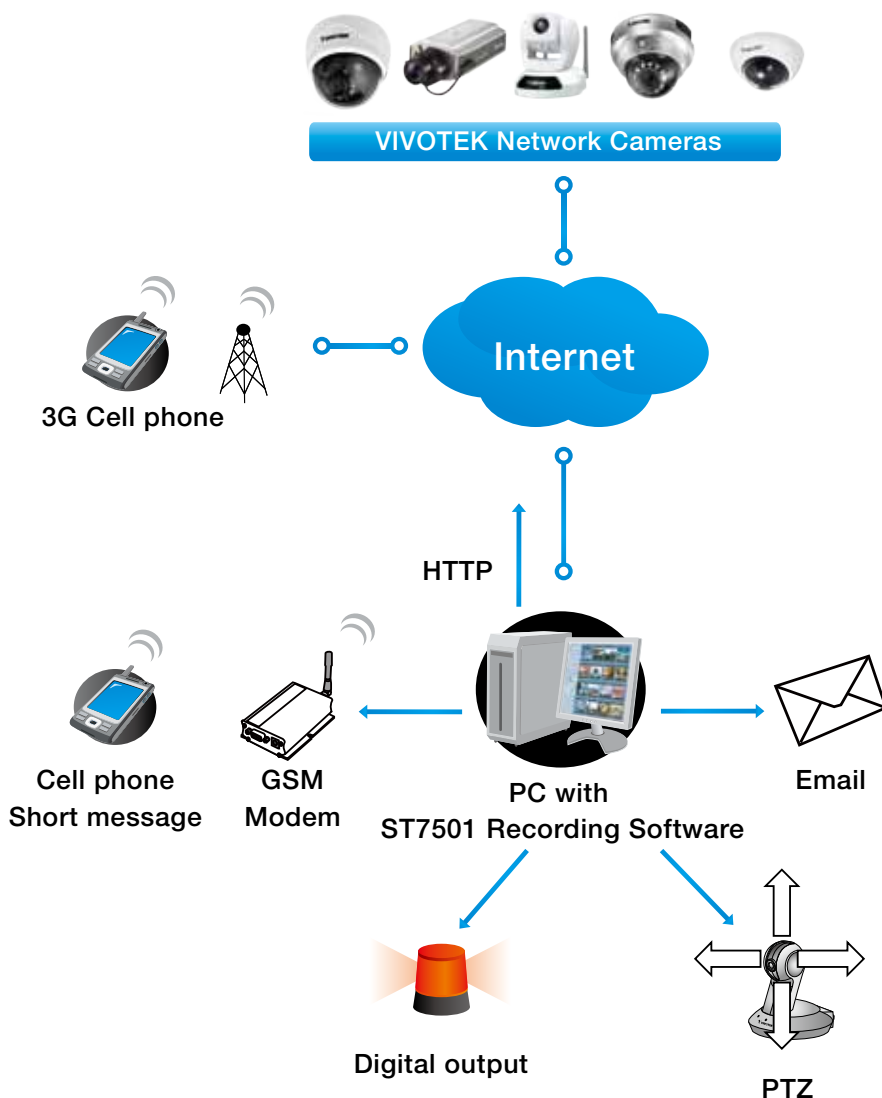 VIVOTEK Network Cameras
Internet
3G Cell phone
HTTP
Cell phone
Short message
GSM
Modem
PC with
ST7501 Recording Software
Email
Digital output
PTZ